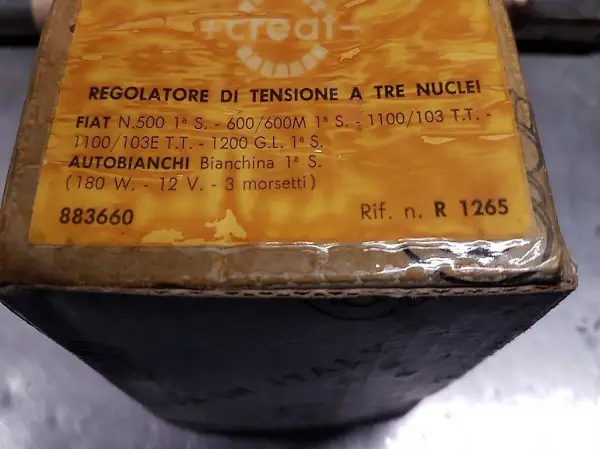 +creat-
REGOLATORE DI TENSIONE A TRE NUCLEI
FIAT N.500 1ª S. - 600/600M 1ª S. - 1100/103 T.T. -
1100/103E T.T. - 1200 G.L. 1ª S.
AUTOBIANCHI Bianchina 1ª S.
(180 W. - 12 V. - 3 morsetti)
883660 Rif. n. R 1265